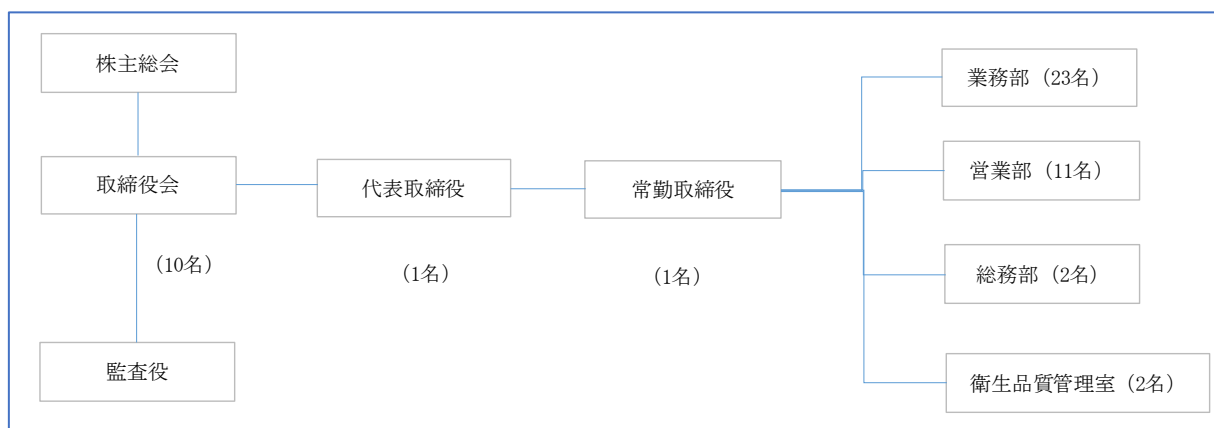 株主総会
取締役会
(10名)
監査役
代表取締役
(1名)
常勤取締役
(1名)
業務部 (23名)
営業部 (11名)
総務部 (2名)
衛生品質管理室 (2名)